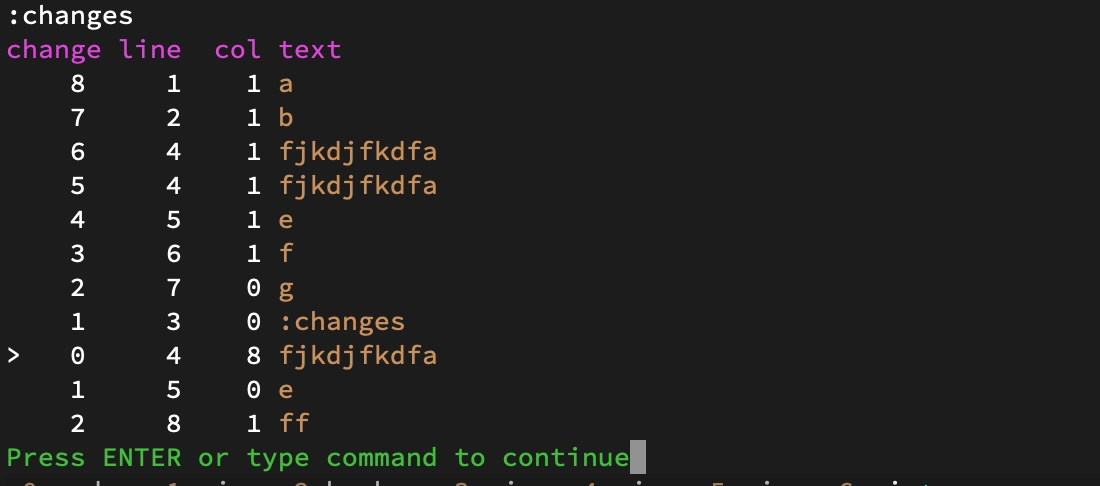 :changes
change line  col text
    8     1    1 a
    7     2    1 b
    6     4    1 fjkdjfkdfa
    5     4    1 fjkdjfkdfa
    4     5    1 e
    3     6    1 f
    2     7    0 g
    1     3    0 :changes
>   0     4    8 fjkdjfkdfa
    1     5    0 e
    2     8    1 ff
Press ENTER or type command to continue